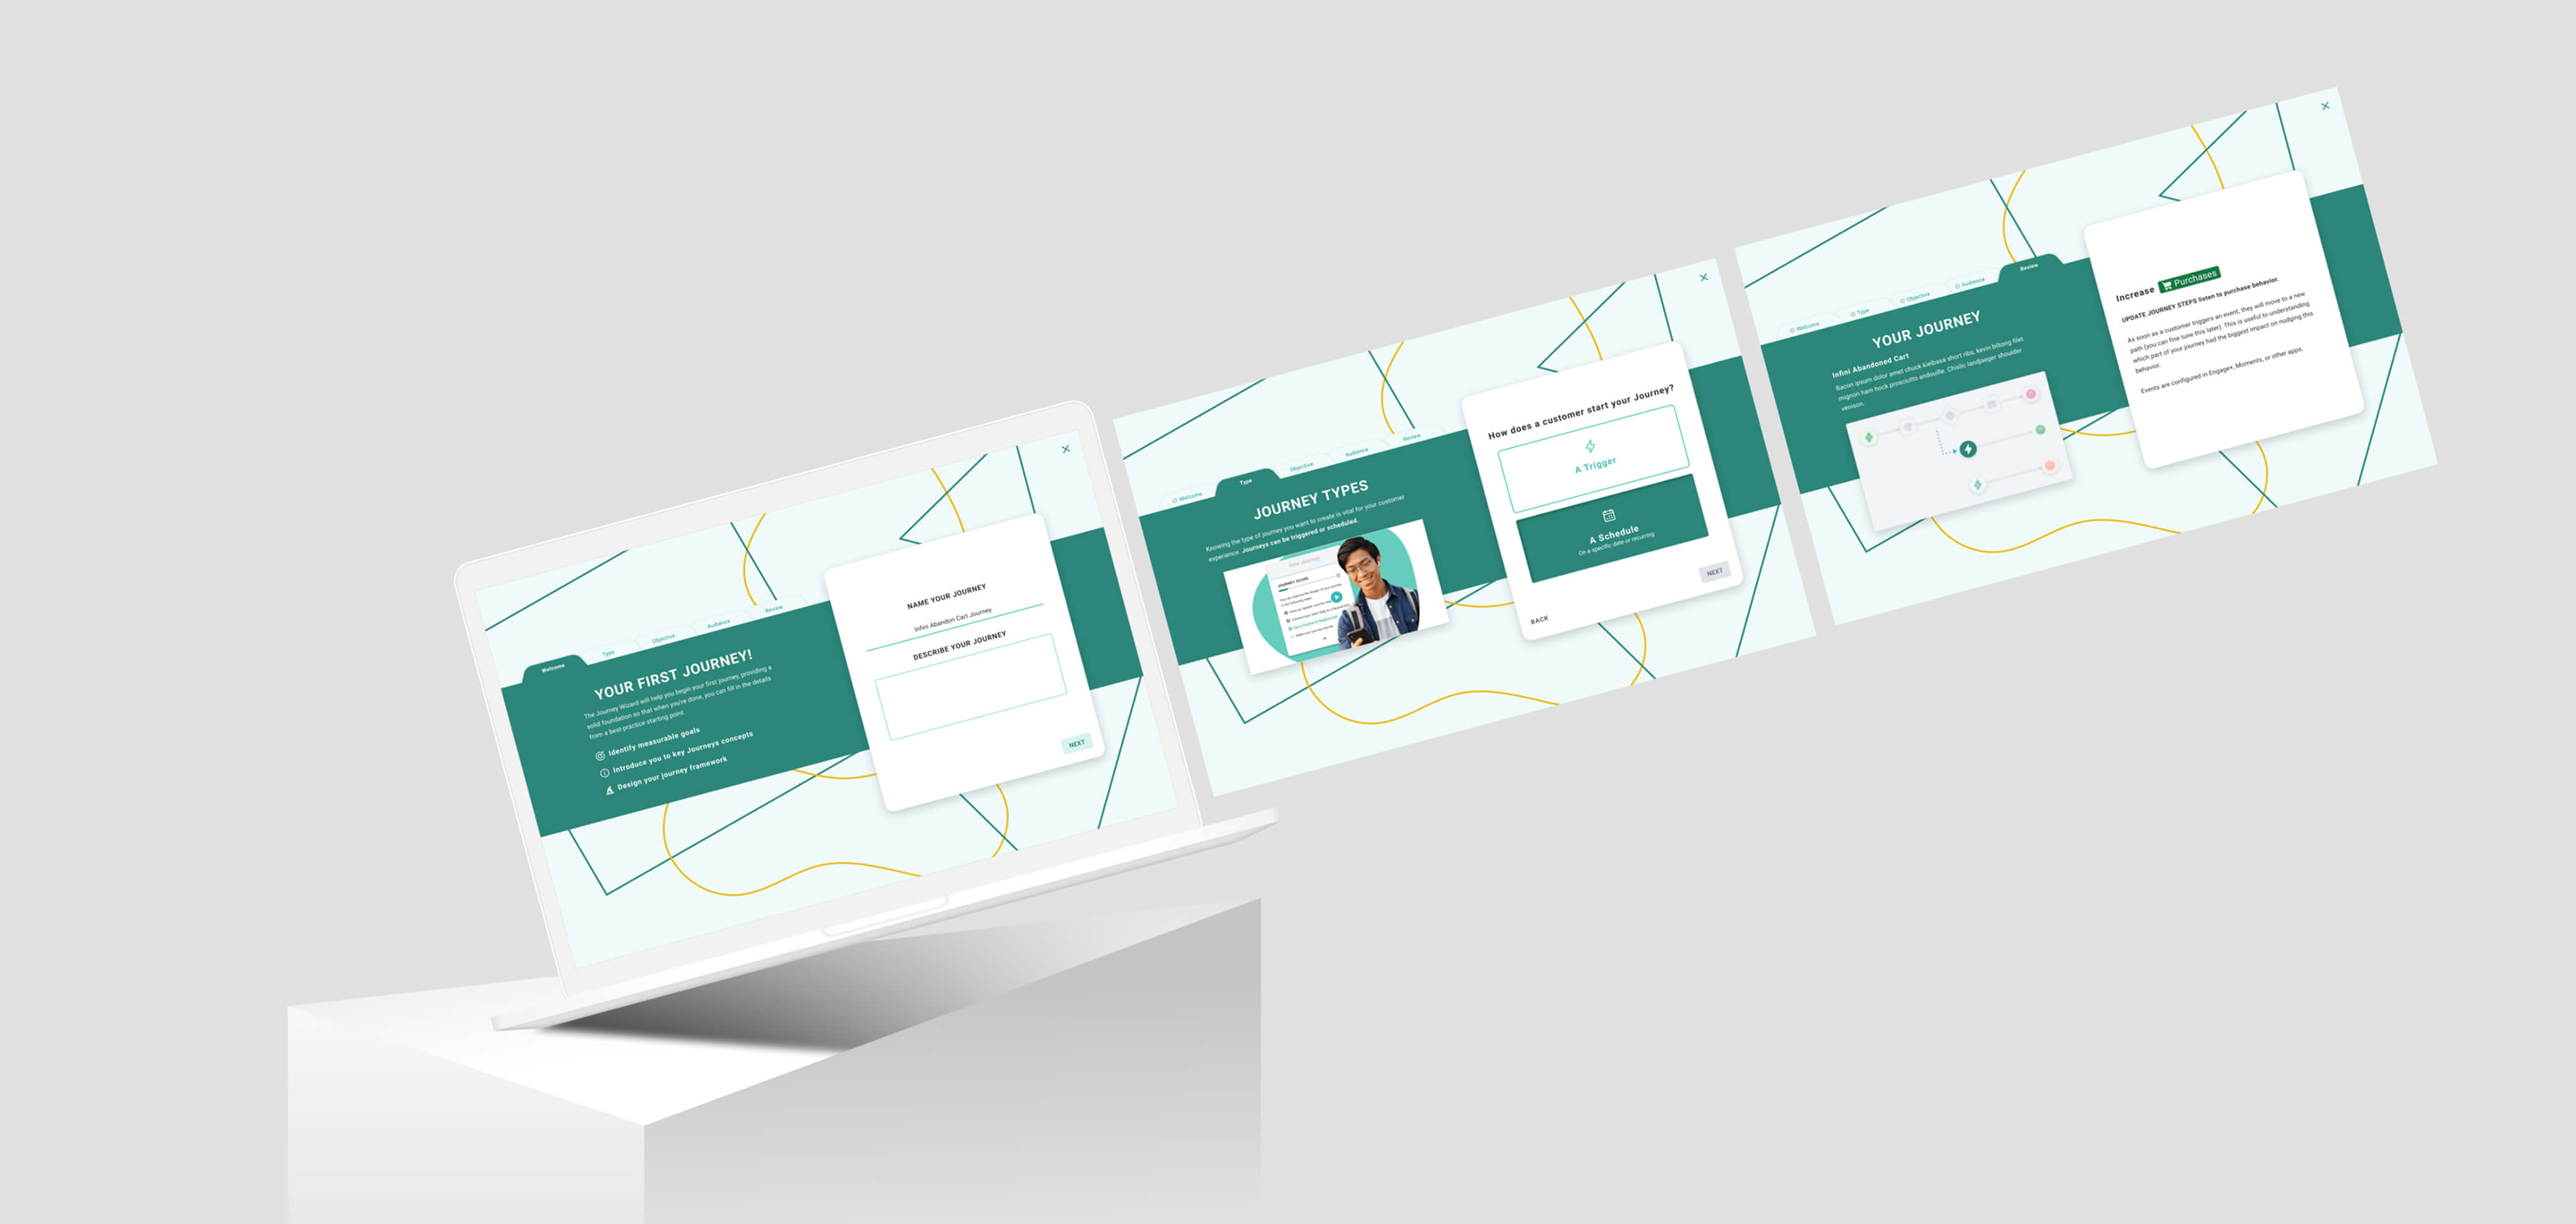 Welcome
Type
Objective
Audience
Review
YOUR FIRST JOURNEY!
The Journey Wizard will help you begin your first journey, providing a
solid foundation so that when you're done, you can fill in the details
from a best-practice starting point.
Identify measurable goals
Introduce you to key Journeys concepts
Design your journey framework
NAME YOUR JOURNEY
Infini Abandon Cart Journey
DESCRIBE YOUR JOURNEY
NEXT
Welcome
Type
Objective
Audience
Review
JOURNEY TYPES
Knowing the type of journey you want to create is vital for your customer
experience. Journeys can be triggered or scheduled.
New Journey
JOURNEY SCORE
How does a customer start your Journey?
A Trigger
A Schedule
On a specific date or recurring
NEXT
BACK
Welcome
Type
Objective
Audience
Review
YOUR JOURNEY
Infini Abandoned Cart
Bacon ipsum dolor amet chuck kielbasa short ribs, kevin biltong filet
mignon ham hock prosciutto andouille. Chislic landjaeger shoulder
venison.
Increase Purchases
UPDATE JOURNEY STEPS listen to purchase behavior.
As soon as a customer triggers an event, they will move to a new
path (you can fine tune this later). This is useful to understanding
which part of your journey had the biggest impact on nudging this
behavior.
Events are configured in Engage+, Moments, or other apps.